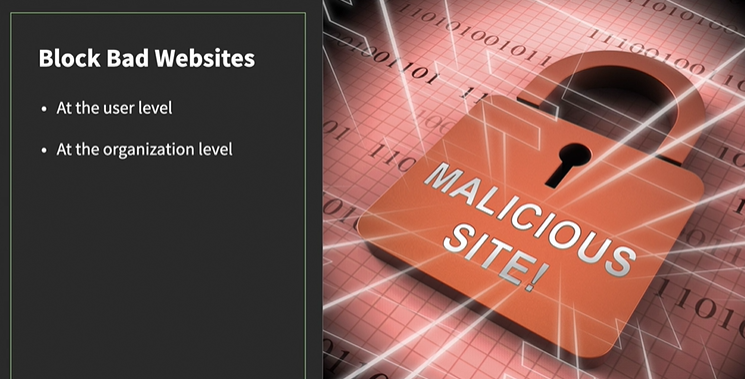 Block Bad Websites
• At the user level
• At the organization level
MALICIOUS
SITE!